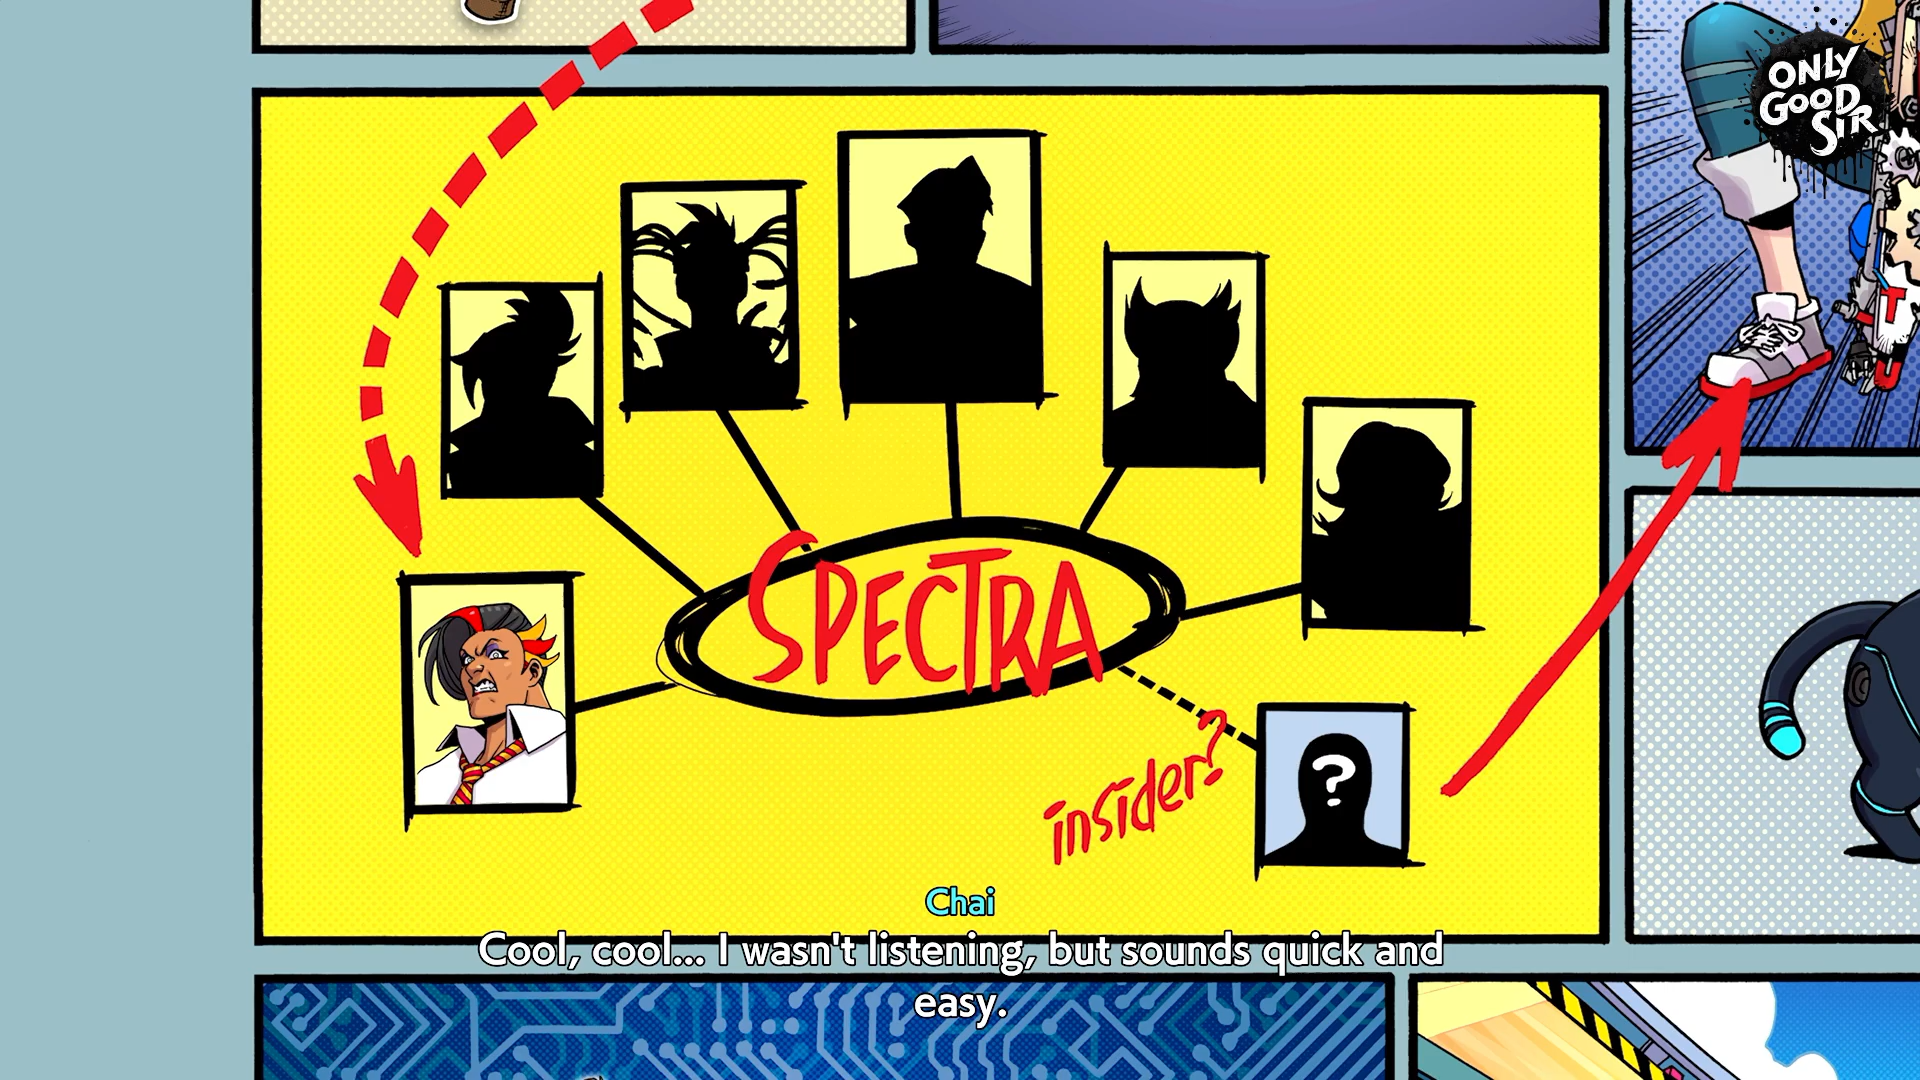 ONLY
GOOD
SIR
T
SPECTRA
insider?
?
Chai
Cool, cool... I wasn't listening, but sounds quick and
easy.